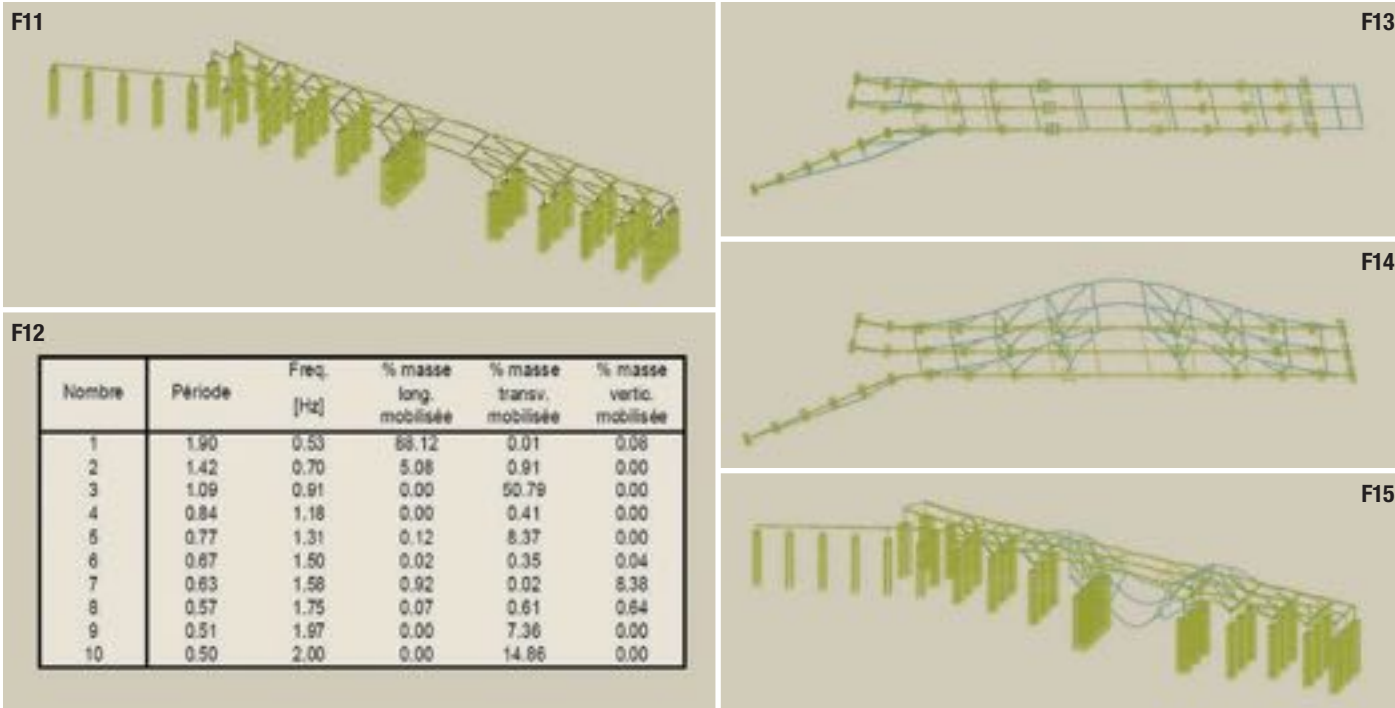 F11
F12
Nombre Période Freq. [Hz] % masse long. mobilisée % masse transv. mobilisée % masse vertic. mobilisée
1 1.90 0.53 88.12 0.01 0.08
2 1.42 0.70 5.08 0.91 0.00
3 1.09 0.91 0.00 50.79 0.00
4 0.84 1.18 0.00 0.41 0.00
5 0.77 1.31 0.12 8.37 0.00
6 0.67 1.50 0.02 0.35 0.04
7 0.63 1.58 0.92 0.02 8.38
8 0.57 1.75 0.07 0.61 0.64
9 0.51 1.97 0.00 7.36 0.00
10 0.50 2.00 0.00 14.86 0.00
F13
F14
F15